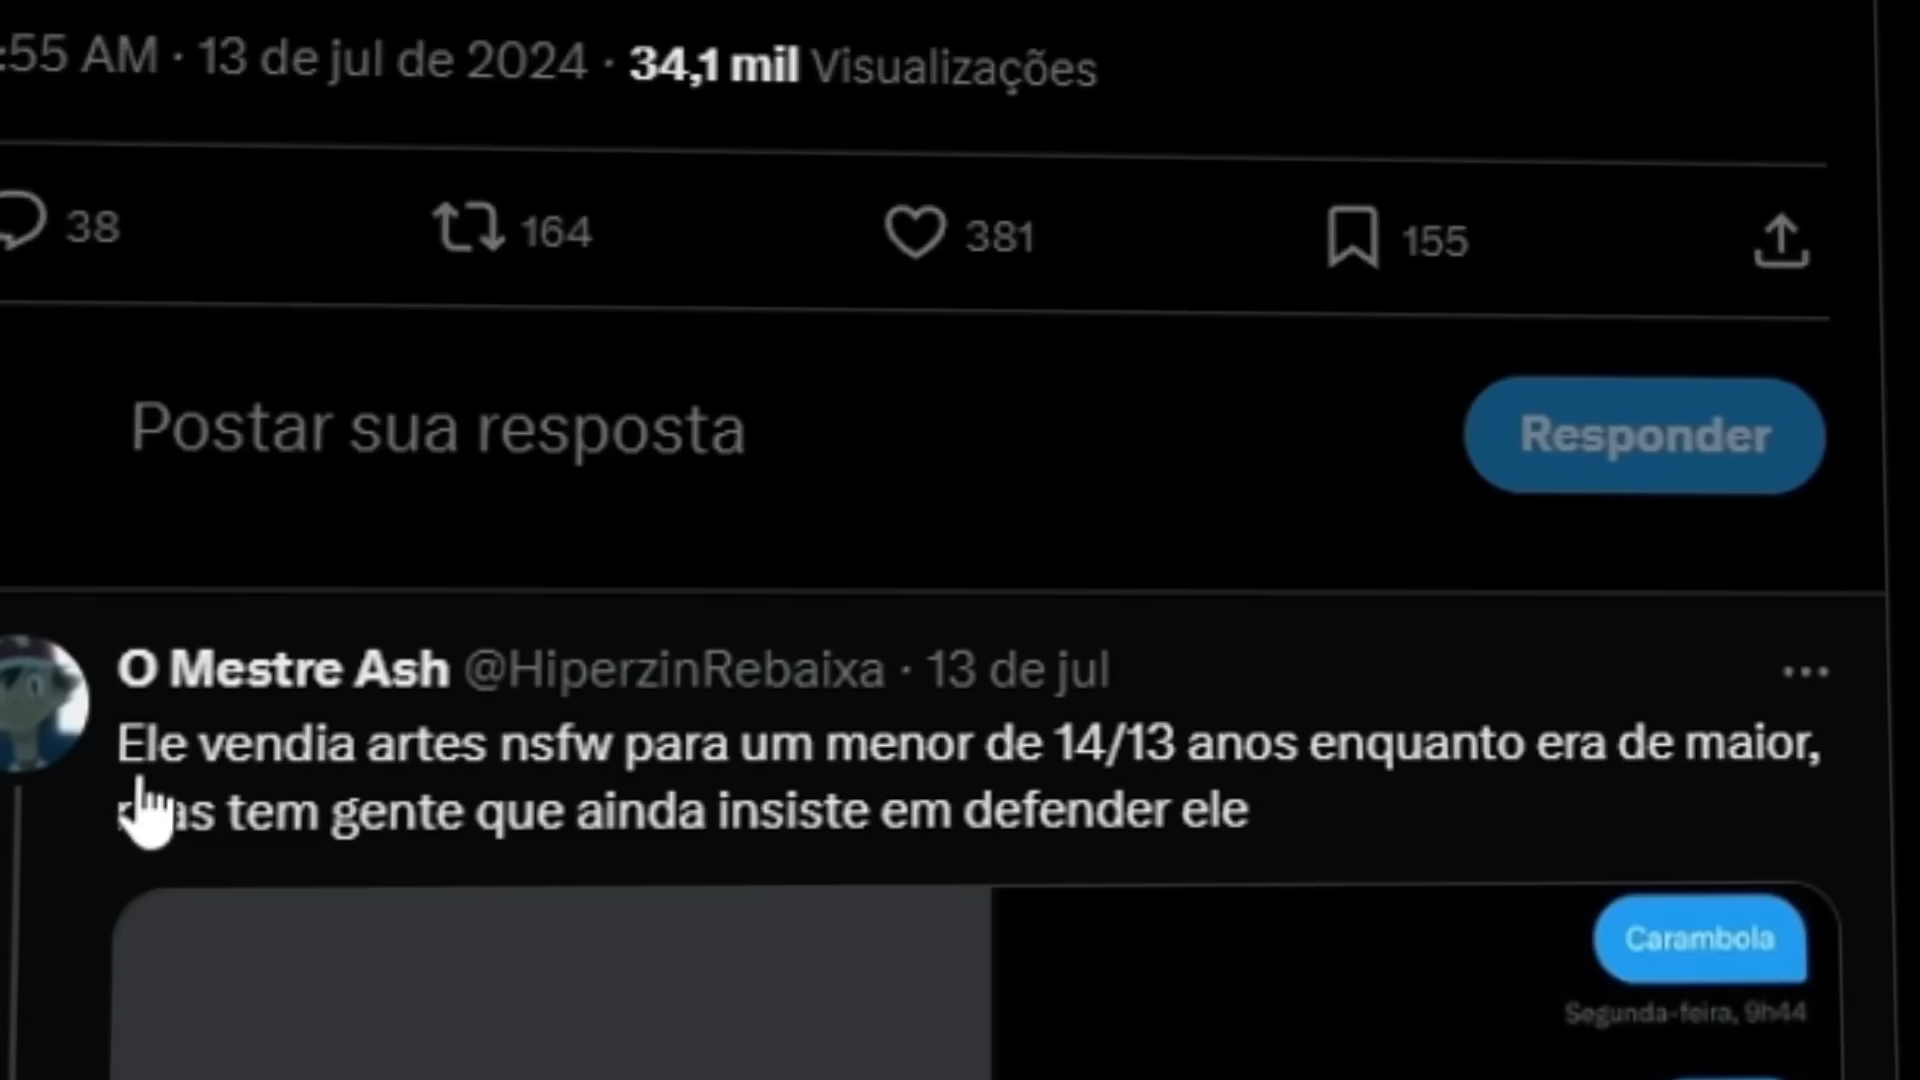 :55 AM · 13 de jul de 2024 · 34,1 mil Visualizações
38 164 381 155
Postar sua resposta
Responder
O Mestre Ash @HiperzinRebaixa · 13 de jul
Ele vendia artes nsfw para um menor de 14/13 anos enquanto era de maior,
tem gente que ainda insiste em defender ele
Carambola
Segunda-feira, 9h44